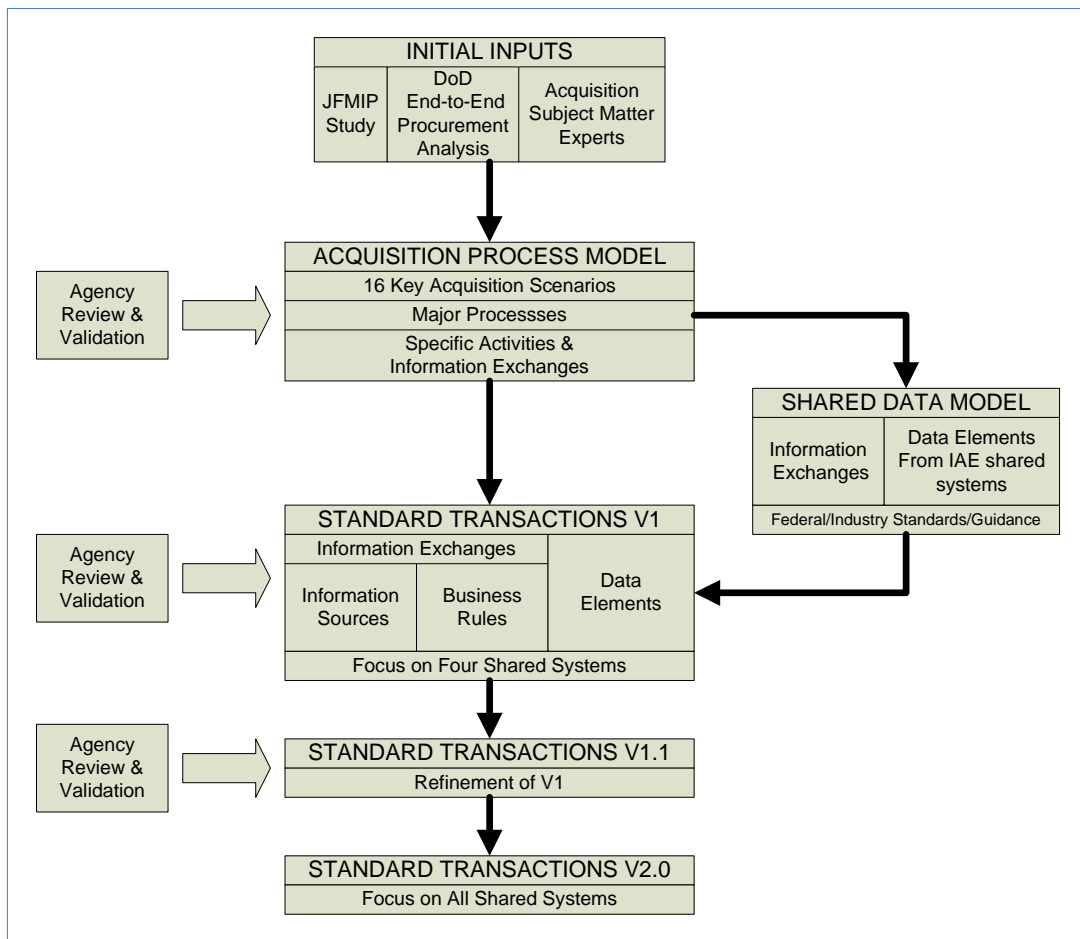 INITIAL INPUTS
JFMIP
Study
DoD
End-to-End
Procurement
Analysis
Acquisition
Subject Matter
Experts
ACQUISITION PROCESS MODEL
16 Key Acquisition Scenarios
Major Processses
Specific Activities &
Information Exchanges
Agency
Review &
Validation
SHARED DATA MODEL
Information
Exchanges
Data Elements
From IAE shared
systems
Federal/Industry Standards/Guidance
STANDARD TRANSACTIONS V1
Information Exchanges
Information
Sources
Business
Rules
Data
Elements
Focus on Four Shared Systems
Agency
Review &
Validation
STANDARD TRANSACTIONS V1.1
Refinement of V1
Agency
Review &
Validation
STANDARD TRANSACTIONS V2.0
Focus on All Shared Systems